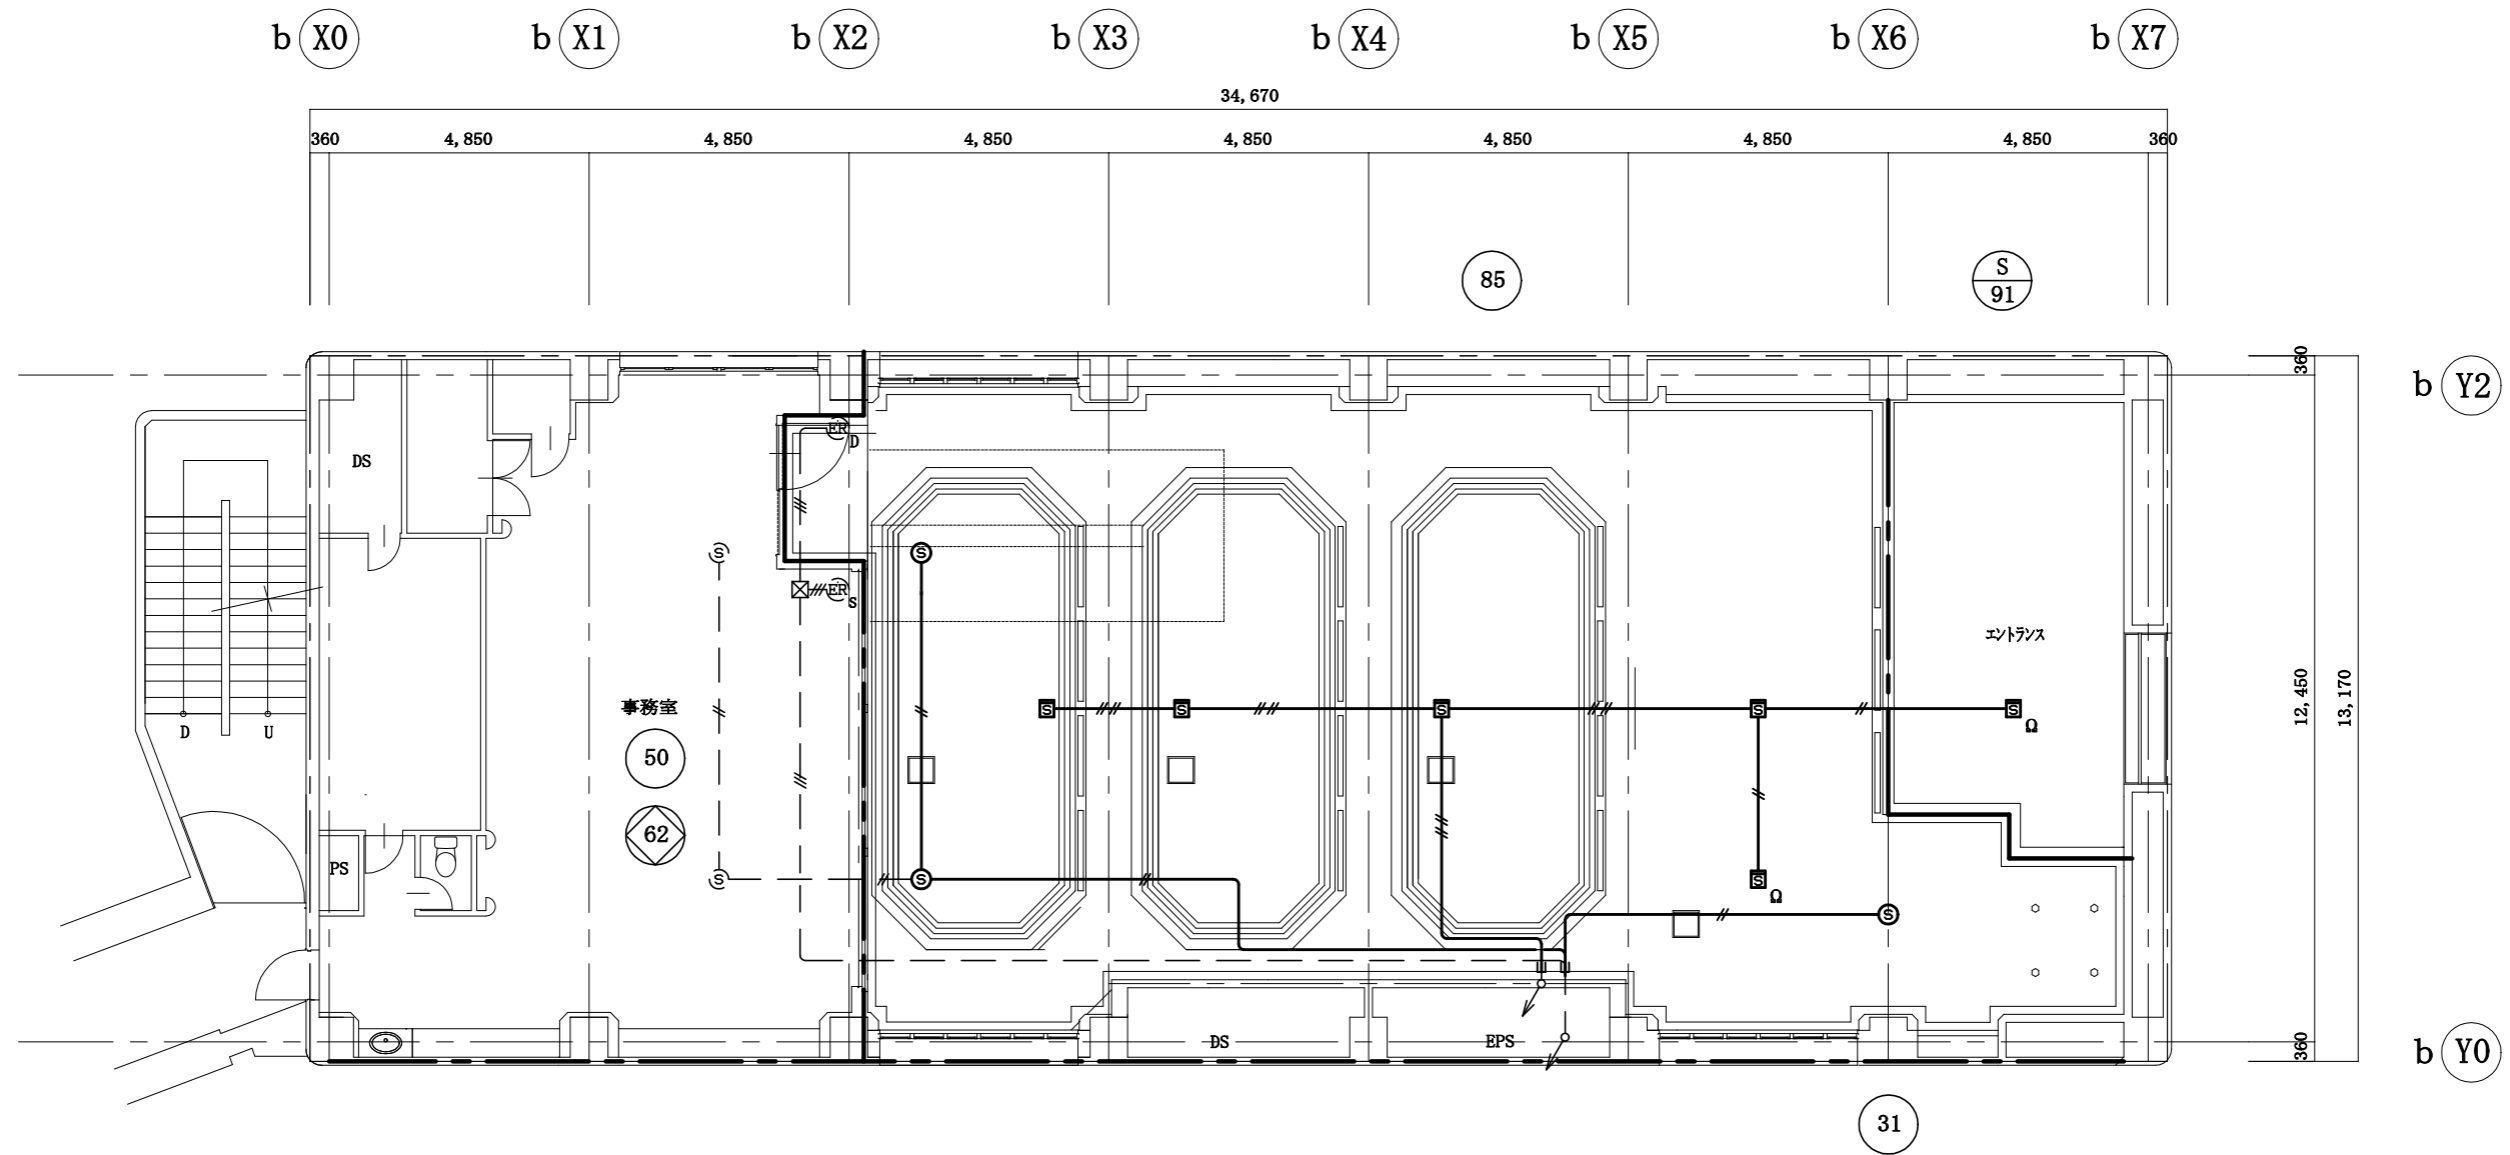 b X0 b X1 b X2 b X3 b X4 b X5 b X6 b X7
34,670
360 4,850 4,850 4,850 4,850 4,850 4,850 4,850 360
85
S
91
360
b Y2
ER
D
DS
S
S
ER
S
エントランス
12,450
13,170
事務室
S S S S S
Ω
D U
50
62
PS
S S S
Ω
S
DS EPS
360
b Y0
31